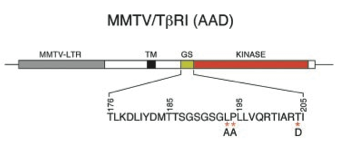 MMTV/TβRI (AAD)
MMTV-LTR TM GS KINASE
176 185 195 205
TLKDLIYDMTTSGSGSGLPLLVQRTIARTI
** *
AA D